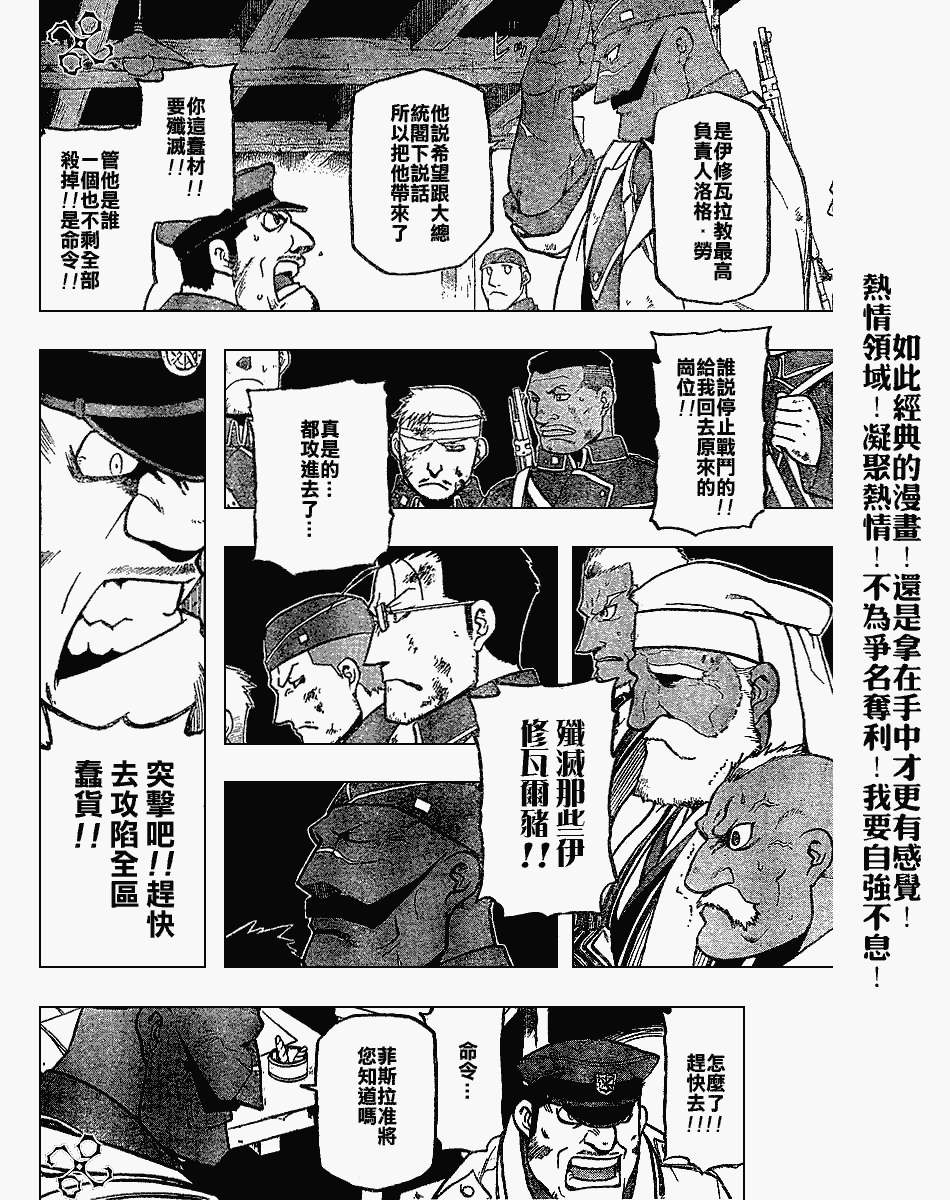 是伊修瓦拉教最高
負責人洛格．勞
他説希望跟大總
統閣下説話
所以把他帶來了
你這蠢材!!
要殲滅!!
管他是誰
一個也不剩全部
殺掉!!是命令!!
誰説停止戰鬥的!!
給我回去原來的
崗位!!
真是的…
都攻進去了…
殲滅那些伊
修瓦爾豬!!
突擊吧!!趕快
去攻陷全區
蠢貨!!
怎麼了
趕快去!!!!
命令…
菲斯拉准將
您知道嗎
如此經典的漫畫！還是拿在手中才更有感覺！
熱情領域！凝聚熱情！不為爭名奪利！我要自強不息！